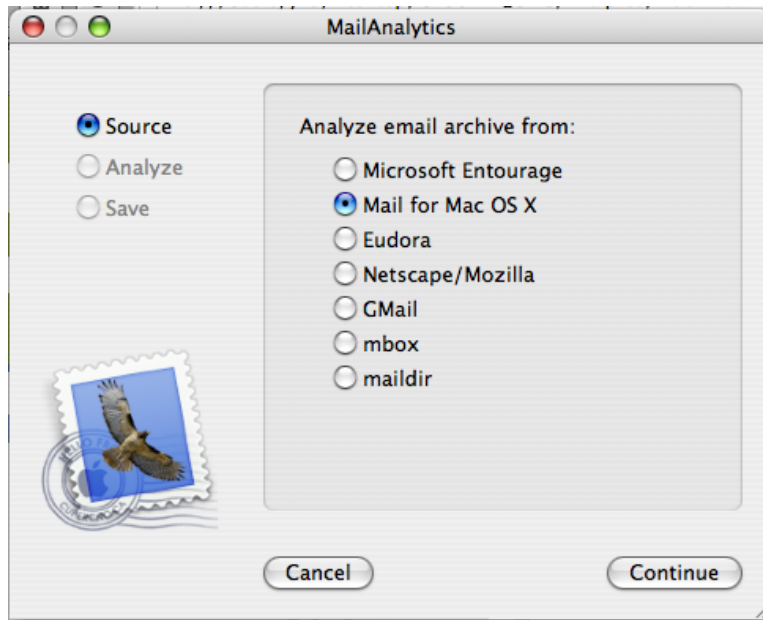 MailAnalytics
Source
Analyze
Save
Analyze email archive from:
Microsoft Entourage
Mail for Mac OS X
Eudora
Netscape/Mozilla
GMail
mbox
maildir
Cancel
Continue